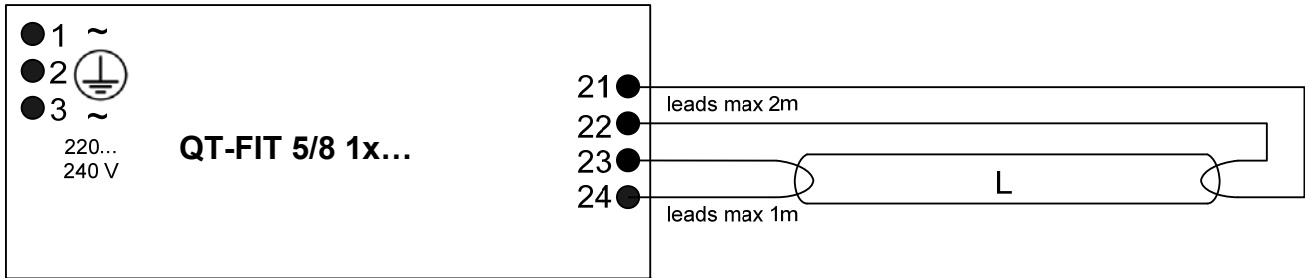 1 ~
2
3 ~
220...
240 V
QT-FIT 5/8 1x...
21
leads max 2m
22
23
24
leads max 1m
L